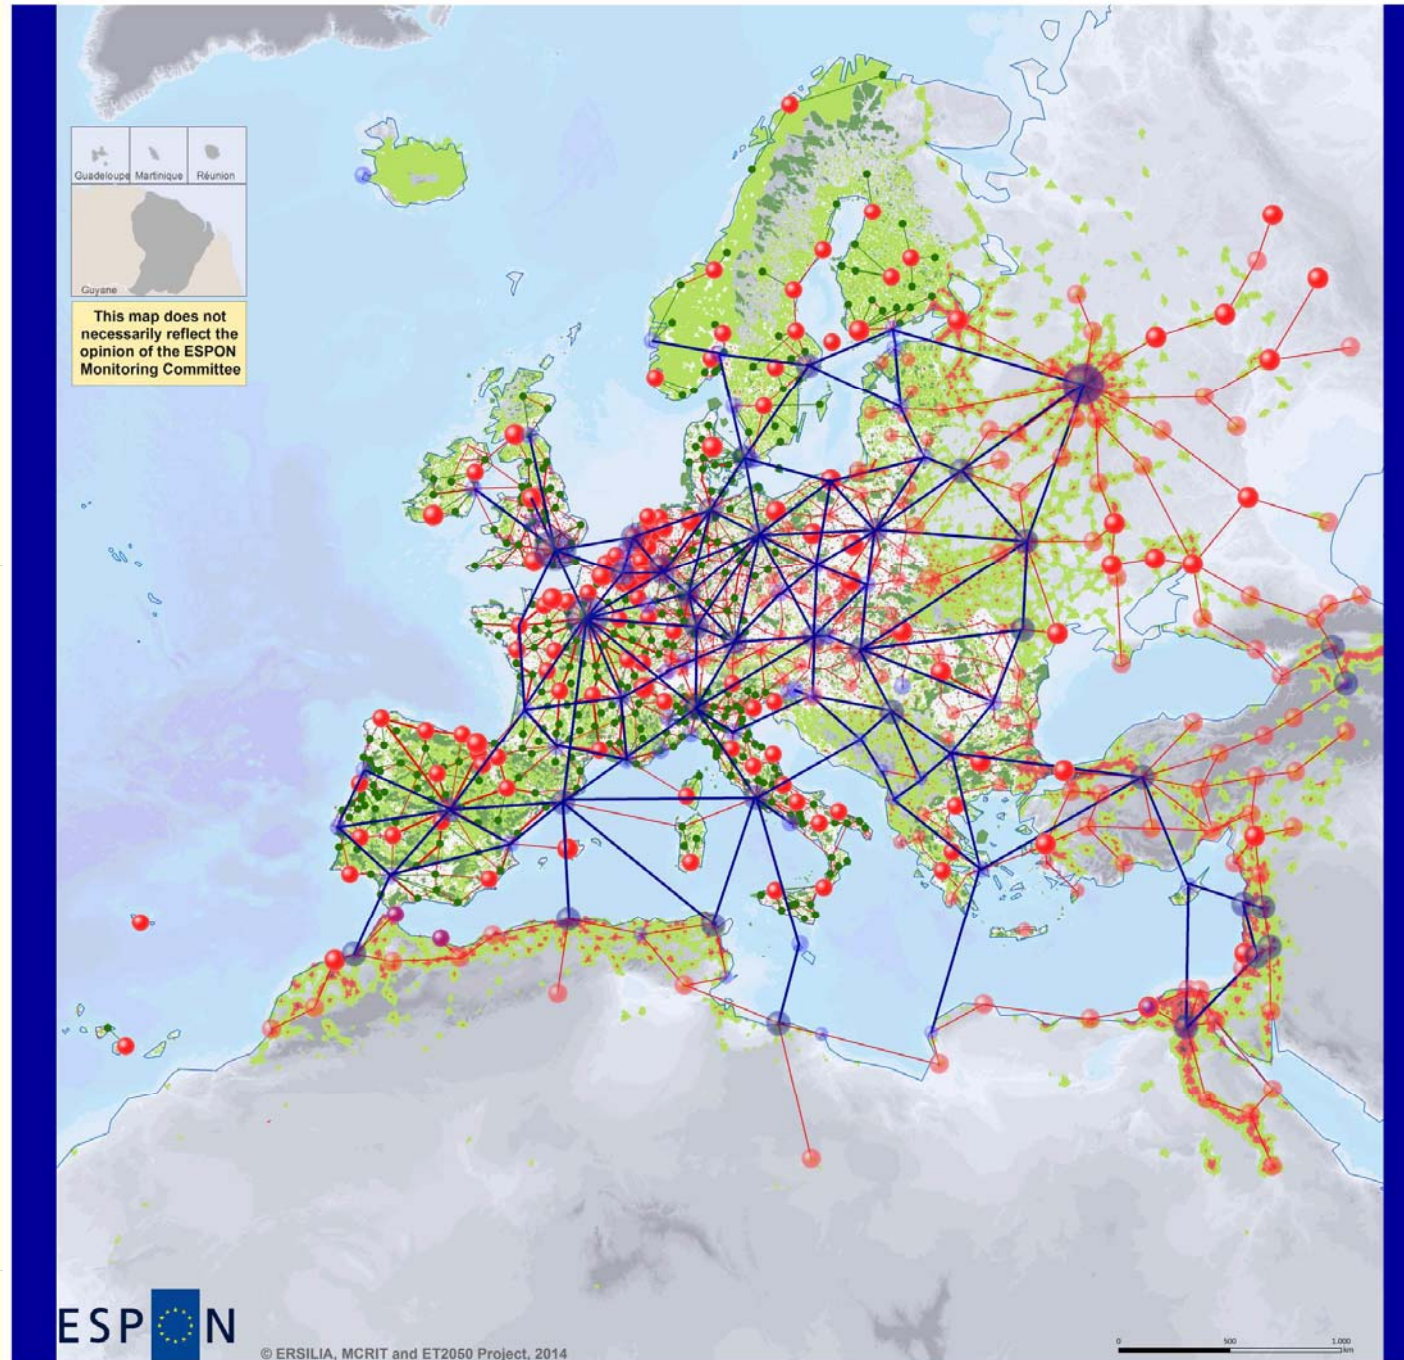 Guadeloupe Martinique Réunion
Guyane
This map does not
necessarily reflect the
opinion of the ESPON
Monitoring Committee
ESPON
© ERSILIA, MCRIT and ET2050 Project, 2014
0 500 1.000
km